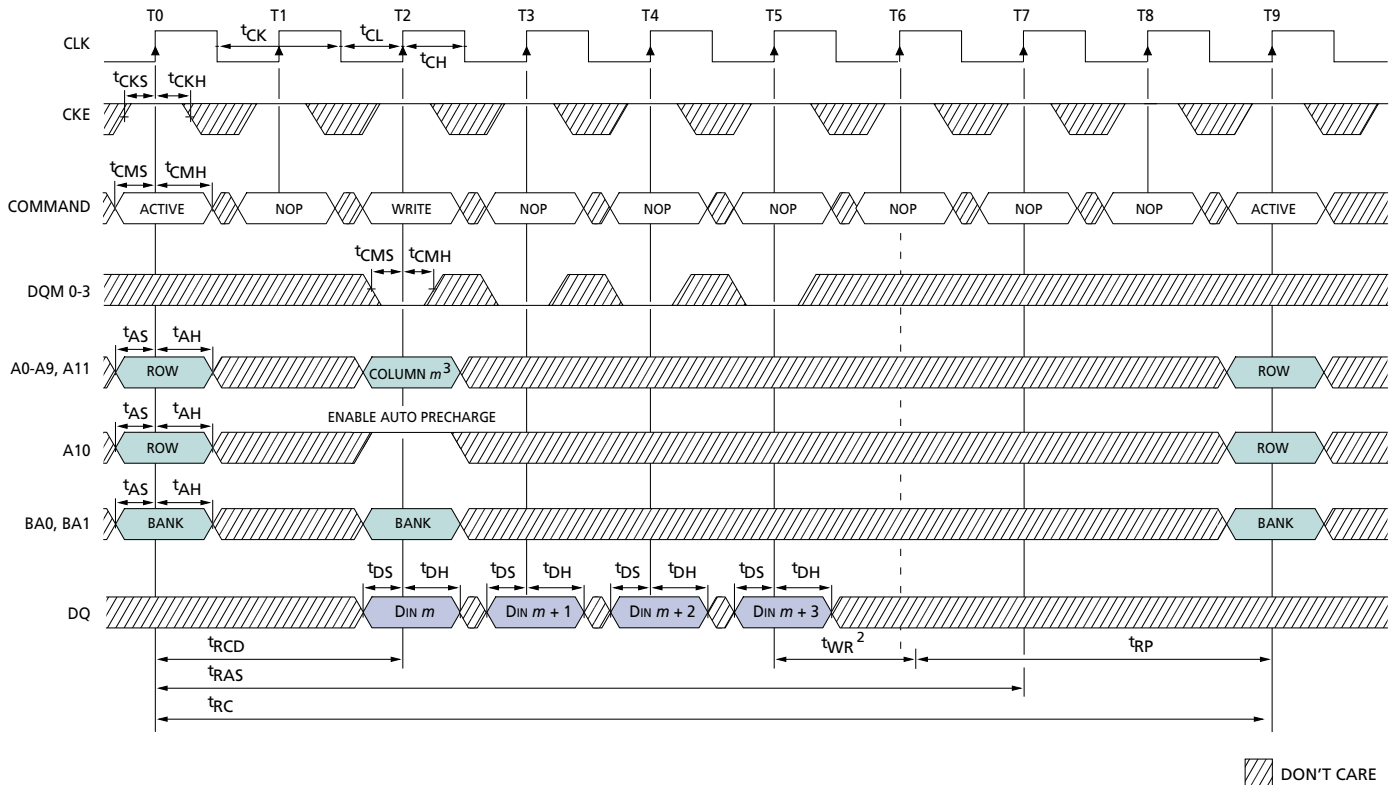 T0 T1 T2 T3 T4 T5 T6 T7 T8 T9
CLK tCK tCL tCH
tCKS tCKH
CKE
tCMS tCMH
COMMAND ACTIVE NOP WRITE NOP NOP NOP NOP NOP NOP ACTIVE
tCMS tCMH
DQM 0-3
tAS tAH
A0-A9, A11 ROW COLUMN m3 ROW
tAS tAH ENABLE AUTO PRECHARGE
A10 ROW ROW
tAS tAH
BA0, BA1 BANK BANK BANK
tDS tDH tDS tDH tDS tDH tDS tDH
DQ DIN m DIN m + 1 DIN m + 2 DIN m + 3
tRCD tWR2 tRP
tRAS
tRC
DON'T CARE